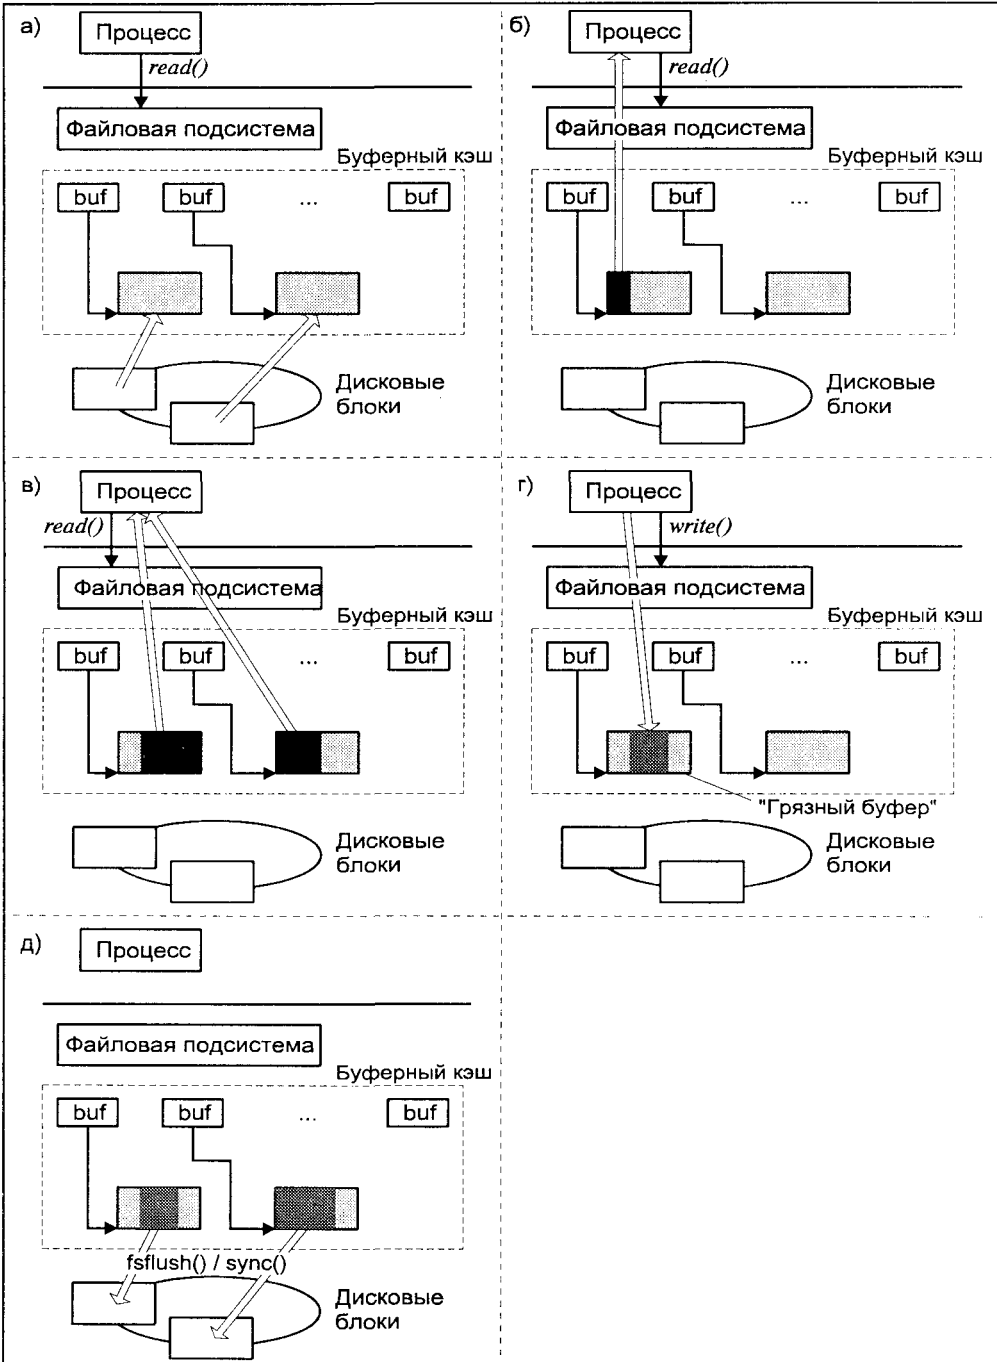 а)
Процесс
read()
Файловая подсистема
Буферный кэш
buf buf ... buf
Дисковые
блоки
б)
Процесс
read()
Файловая подсистема
Буферный кэш
buf buf ... buf
Дисковые
блоки
в)
Процесс
read()
Файловая подсистема
Буферный кэш
buf buf ... buf
Дисковые
блоки
г)
Процесс
write()
Файловая подсистема
Буферный кэш
buf buf ... buf
"Грязный буфер"
Дисковые
блоки
д)
Процесс
Файловая подсистема
Буферный кэш
buf buf ... buf
fsflush() / sync()
Дисковые
блоки